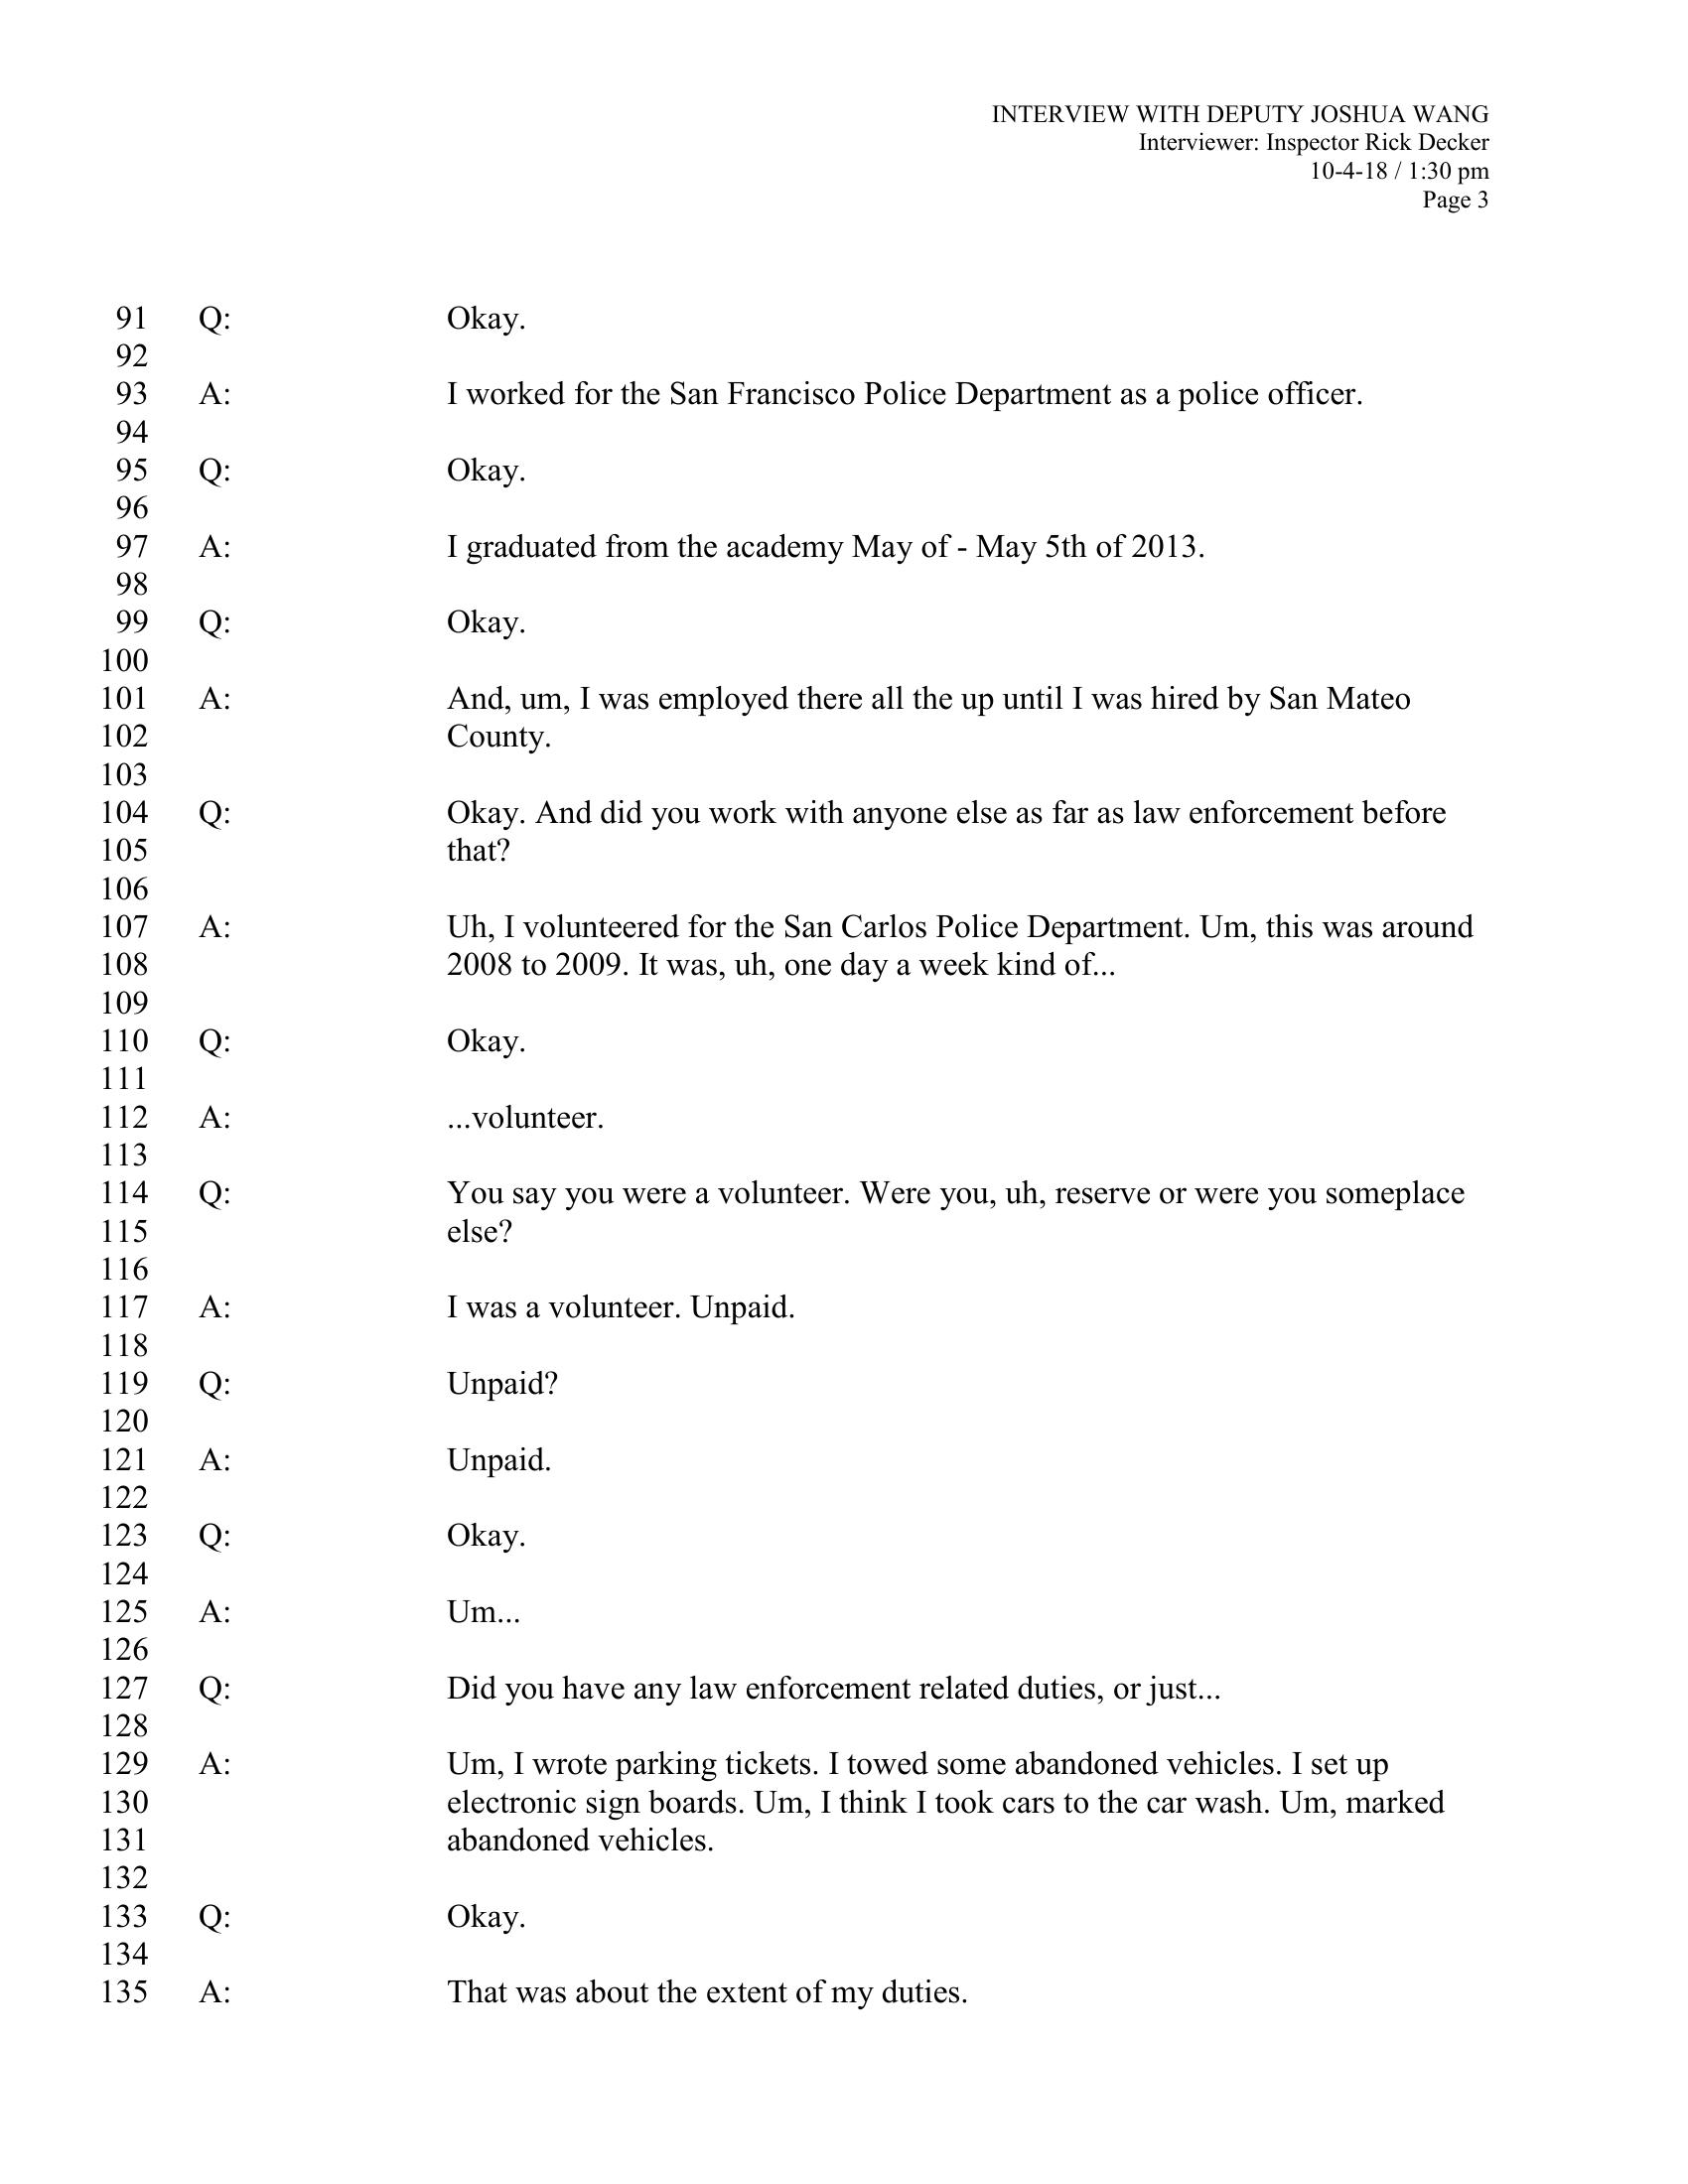 INTERVIEW WITH DEPUTY JOSHUA WANG
Interviewer: Inspector Rick Decker
10-4-18 / 1:30 pm
Page 3
91 Q: Okay.
92
93 A: I worked for the San Francisco Police Department as a police officer.
94
95 Q: Okay.
96
97 A: I graduated from the academy May of - May 5th of 2013.
98
99 Q: Okay.
100
101 A: And, um, I was employed there all the up until I was hired by San Mateo
102 County.
103
104 Q: Okay. And did you work with anyone else as far as law enforcement before
105 that?
106
107 A: Uh, I volunteered for the San Carlos Police Department. Um, this was around
108 2008 to 2009. It was, uh, one day a week kind of...
109
110 Q: Okay.
111
112 A: ...volunteer.
113
114 Q: You say you were a volunteer. Were you, uh, reserve or were you someplace
115 else?
116
117 A: I was a volunteer. Unpaid.
118
119 Q: Unpaid?
120
121 A: Unpaid.
122
123 Q: Okay.
124
125 A: Um...
126
127 Q: Did you have any law enforcement related duties, or just...
128
129 A: Um, I wrote parking tickets. I towed some abandoned vehicles. I set up
130 electronic sign boards. Um, I think I took cars to the car wash. Um, marked
131 abandoned vehicles.
132
133 Q: Okay.
134
135 A: That was about the extent of my duties.